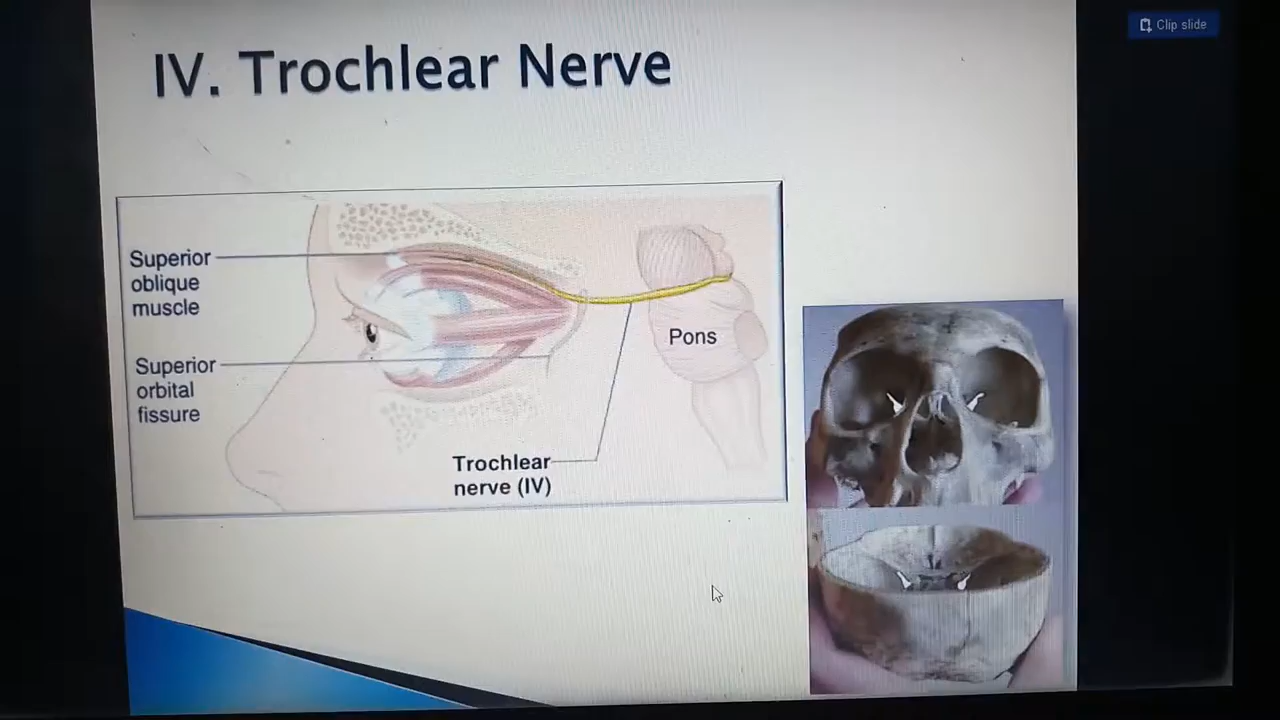 Clip slide
IV. Trochlear Nerve
Superior
oblique
muscle
Superior
orbital
fissure
Pons
Trochlear
nerve (IV)